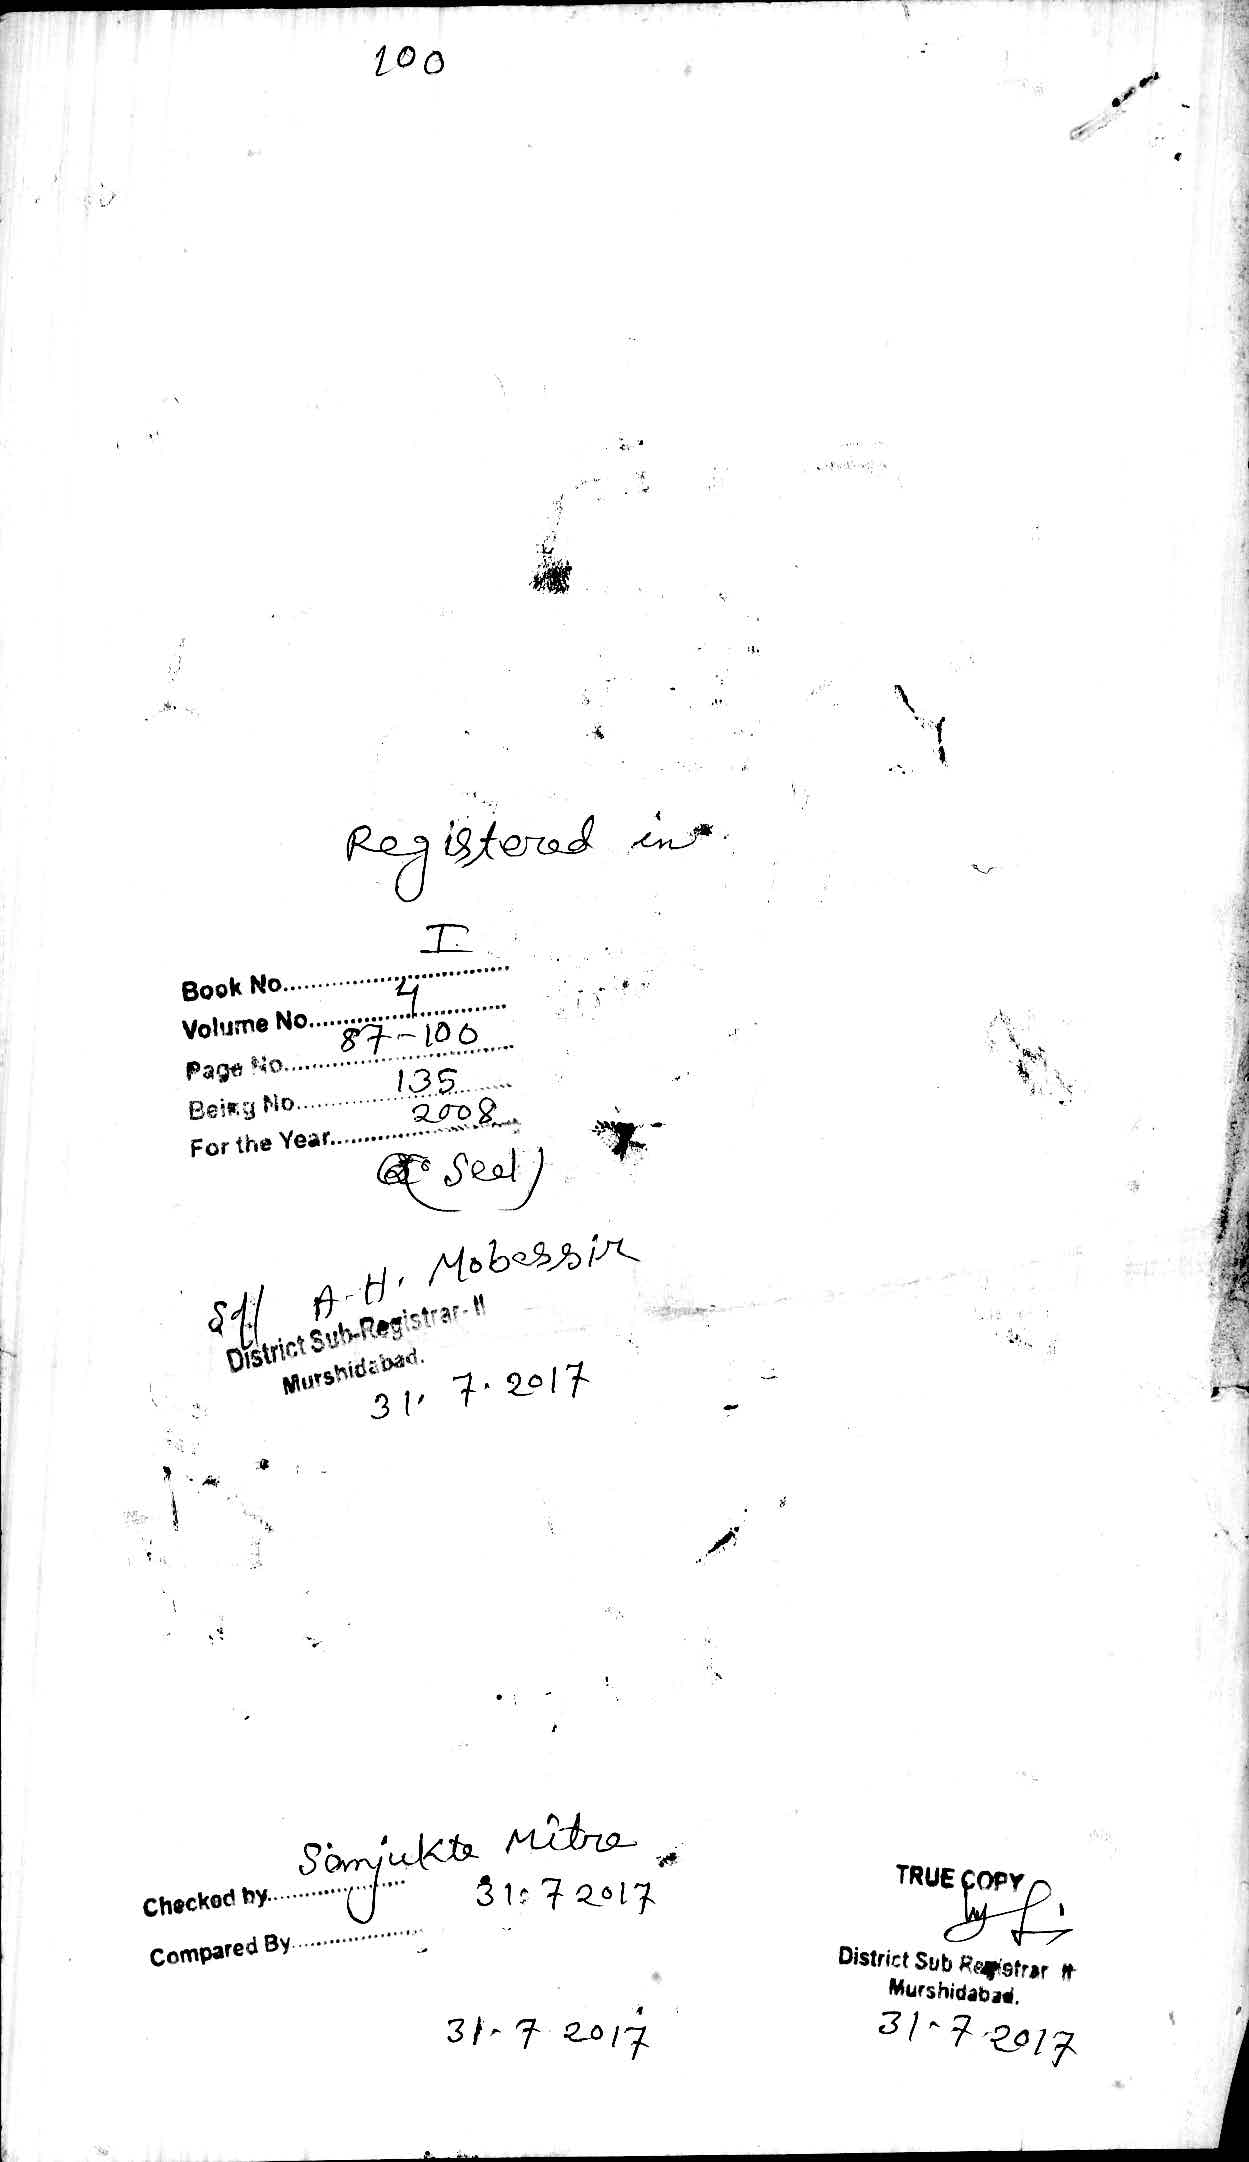 100
Registered in
I
Book No.
4
Volume No.
87-100
Page No.
135
Being No.
2008
For the Year
( Seal )
Sd/ A. H. Mobassir
District Sub-Registrar-II
Murshidabad.
31. 7. 2017
Sanjukta Mitra
Checked by 31.7 2017
Compared By
31-7 2017
TRUE COPY
District Sub Registrar II
Murshidabad.
31-7-2017